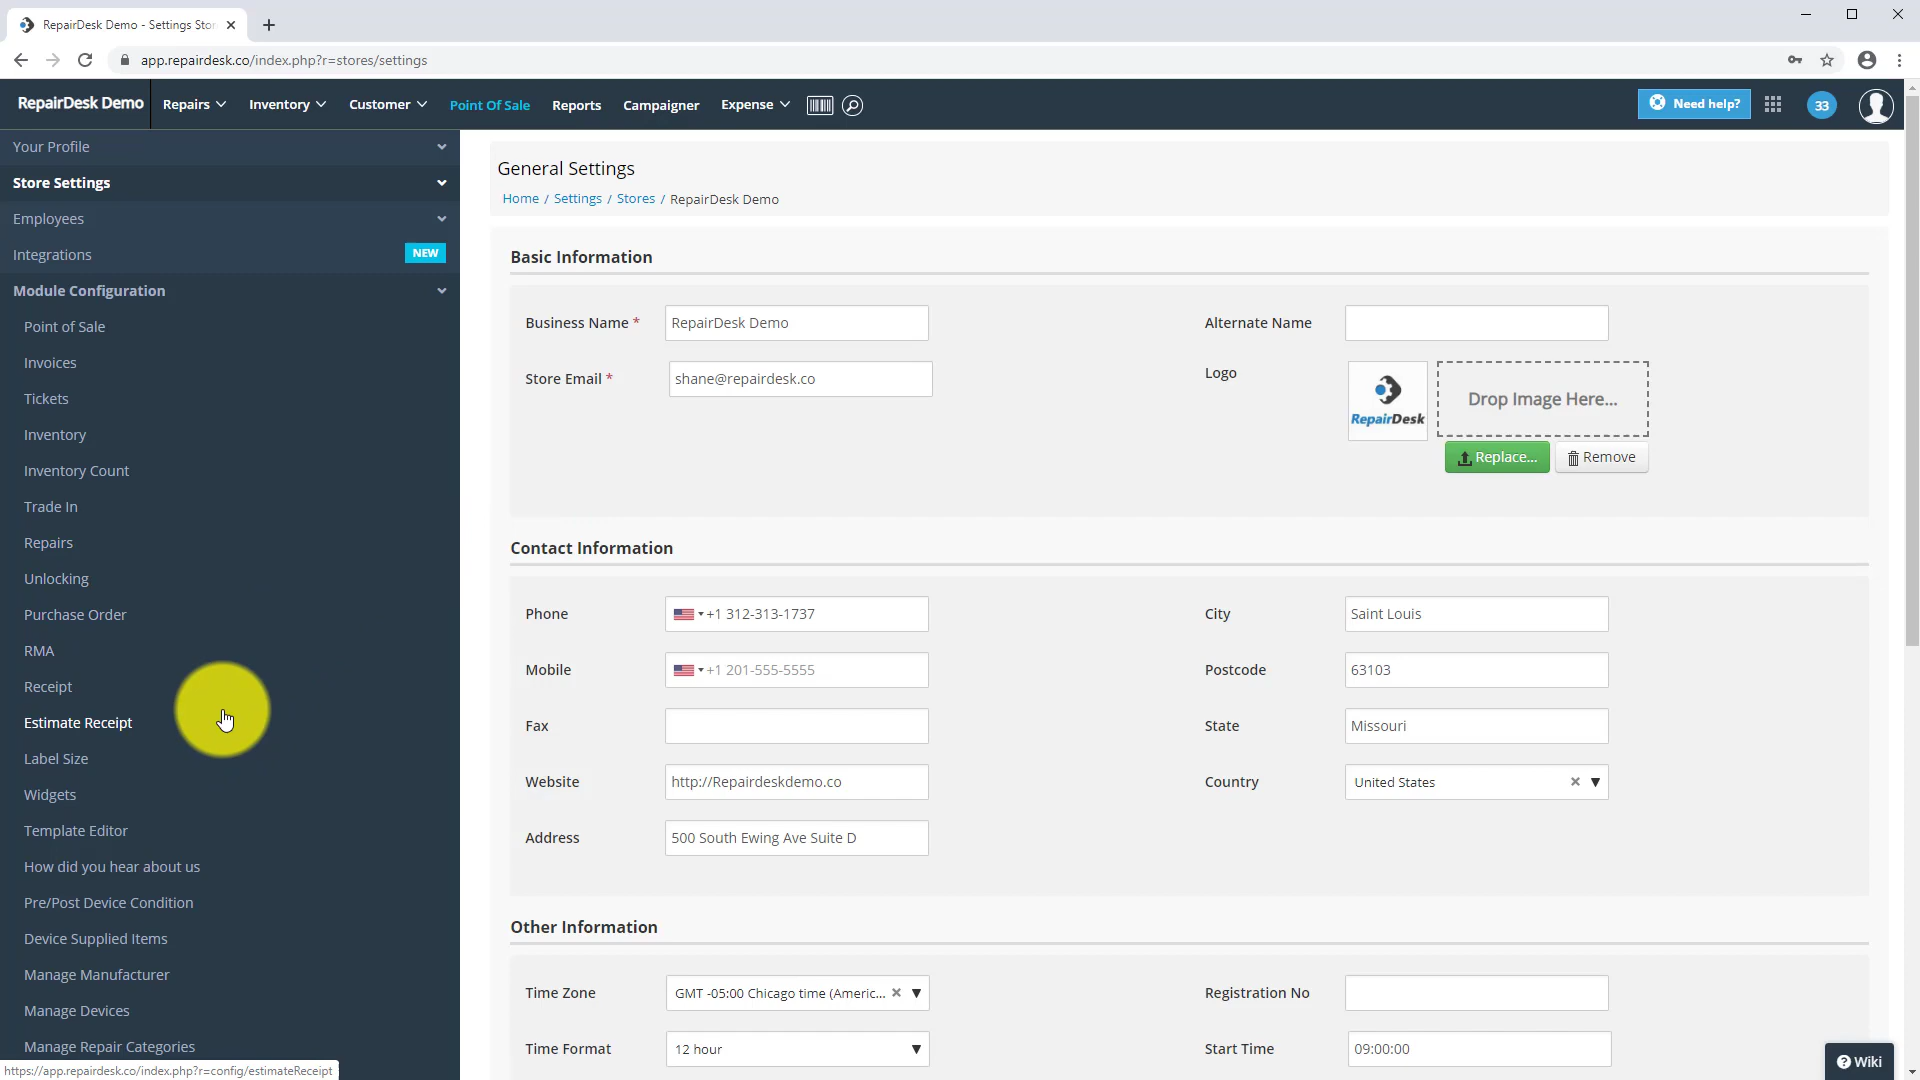 RepairDesk Demo - Settings Stor
app.repairdesk.co/index.php?r=stores/settings
RepairDesk Demo
Repairs
Inventory
Customer
Point Of Sale
Reports
Campaigner
Expense
Need help?
33
Your Profile
Store Settings
Employees
Integrations
NEW
Module Configuration
Point of Sale
Invoices
Tickets
Inventory
Inventory Count
Trade In
Repairs
Unlocking
Purchase Order
RMA
Receipt
Estimate Receipt
Label Size
Widgets
Template Editor
How did you hear about us
Pre/Post Device Condition
Device Supplied Items
Manage Manufacturer
Manage Devices
Manage Repair Categories
https://app.repairdesk.co/index.php?r=config/estimateReceipt
General Settings
Home / Settings / Stores / RepairDesk Demo
Basic Information
Business Name * RepairDesk Demo
Alternate Name
Store Email * shane@repairdesk.co
Logo
RepairDesk
Drop Image Here...
Replace...
Remove
Contact Information
Phone +1 312-313-1737
City Saint Louis
Mobile +1 201-555-5555
Postcode 63103
Fax
State Missouri
Website http://Repairdeskdemo.co
Country United States
Address 500 South Ewing Ave Suite D
Other Information
Time Zone GMT -05:00 Chicago time (Americ...
Registration No
Time Format 12 hour
Start Time 09:00:00
Wiki